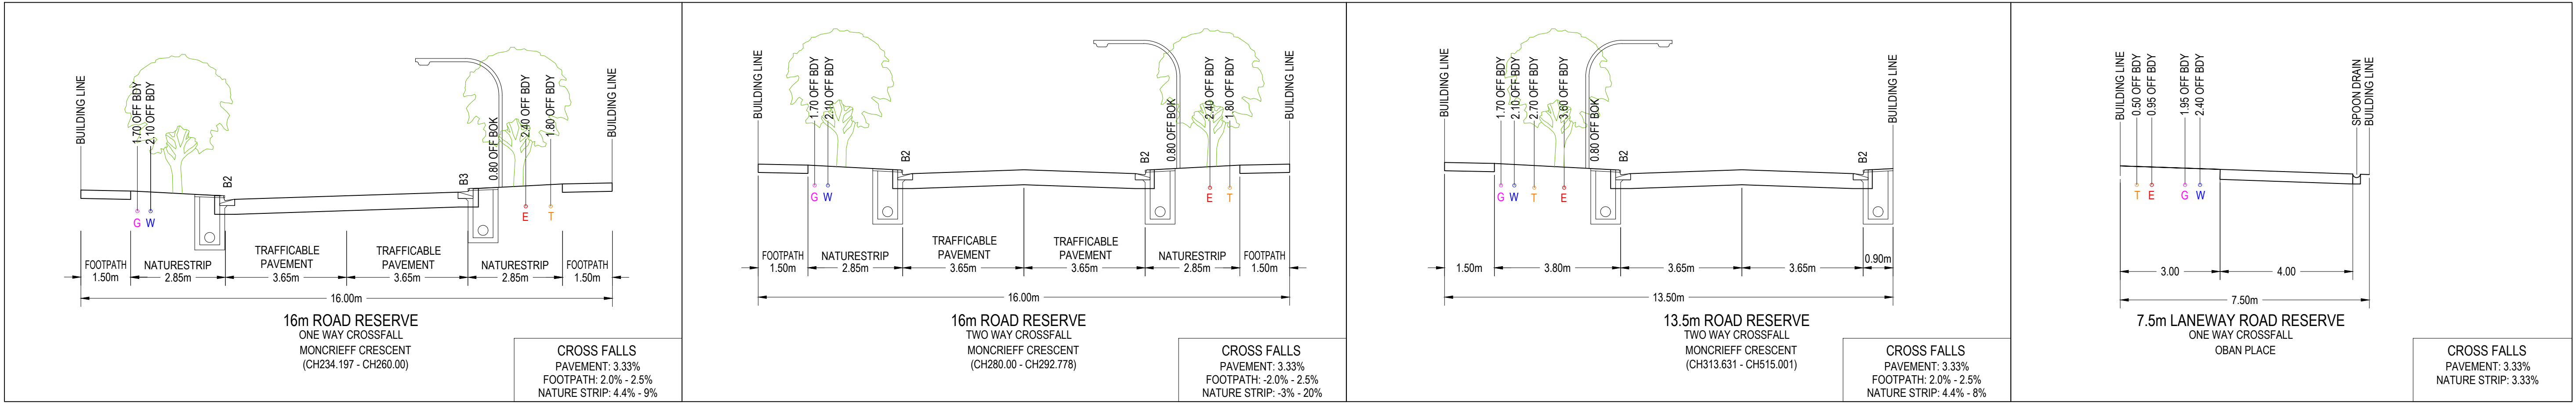 BUILDING LINE
1.70 OFF BDY
2.10 OFF BDY
B2
B3
0.80 OFF BOK
2.40 OFF BDY
1.80 OFF BDY
BUILDING LINE
G W
E T
FOOTPATH
1.50m
NATURESTRIP
2.85m
TRAFFICABLE
PAVEMENT
3.65m
TRAFFICABLE
PAVEMENT
3.65m
NATURESTRIP
2.85m
FOOTPATH
1.50m
16.00m
16m ROAD RESERVE
ONE WAY CROSSFALL
MONCRIEFF CRESCENT
(CH234.197 - CH260.00)
CROSS FALLS
PAVEMENT: 3.33%
FOOTPATH: 2.0% - 2.5%
NATURE STRIP: 4.4% - 9%
BUILDING LINE
1.70 OFF BDY
2.10 OFF BDY
B2
B2
0.80 OFF BOK
2.40 OFF BDY
1.80 OFF BDY
BUILDING LINE
G W
E T
FOOTPATH
1.50m
NATURESTRIP
2.85m
TRAFFICABLE
PAVEMENT
3.65m
TRAFFICABLE
PAVEMENT
3.65m
NATURESTRIP
2.85m
FOOTPATH
1.50m
16.00m
16m ROAD RESERVE
TWO WAY CROSSFALL
MONCRIEFF CRESCENT
(CH280.00 - CH292.778)
CROSS FALLS
PAVEMENT: 3.33%
FOOTPATH: -2.0% - 2.5%
NATURE STRIP: -3% - 20%
BUILDING LINE
1.70 OFF BDY
2.10 OFF BDY
2.70 OFF BDY
3.60 OFF BDY
0.80 OFF BOK
B2
B2
BUILDING LINE
G W T E
1.50m
3.80m
3.65m
3.65m
0.90m
13.50m
13.5m ROAD RESERVE
TWO WAY CROSSFALL
MONCRIEFF CRESCENT
(CH313.631 - CH515.001)
CROSS FALLS
PAVEMENT: 3.33%
FOOTPATH: 2.0% - 2.5%
NATURE STRIP: 4.4% - 8%
BUILDING LINE
0.50 OFF BDY
0.95 OFF BDY
1.95 OFF BDY
2.40 OFF BDY
SPOON DRAIN
BUILDING LINE
T E G W
3.00
4.00
7.50m
7.5m LANEWAY ROAD RESERVE
ONE WAY CROSSFALL
OBAN PLACE
CROSS FALLS
PAVEMENT: 3.33%
NATURE STRIP: 3.33%